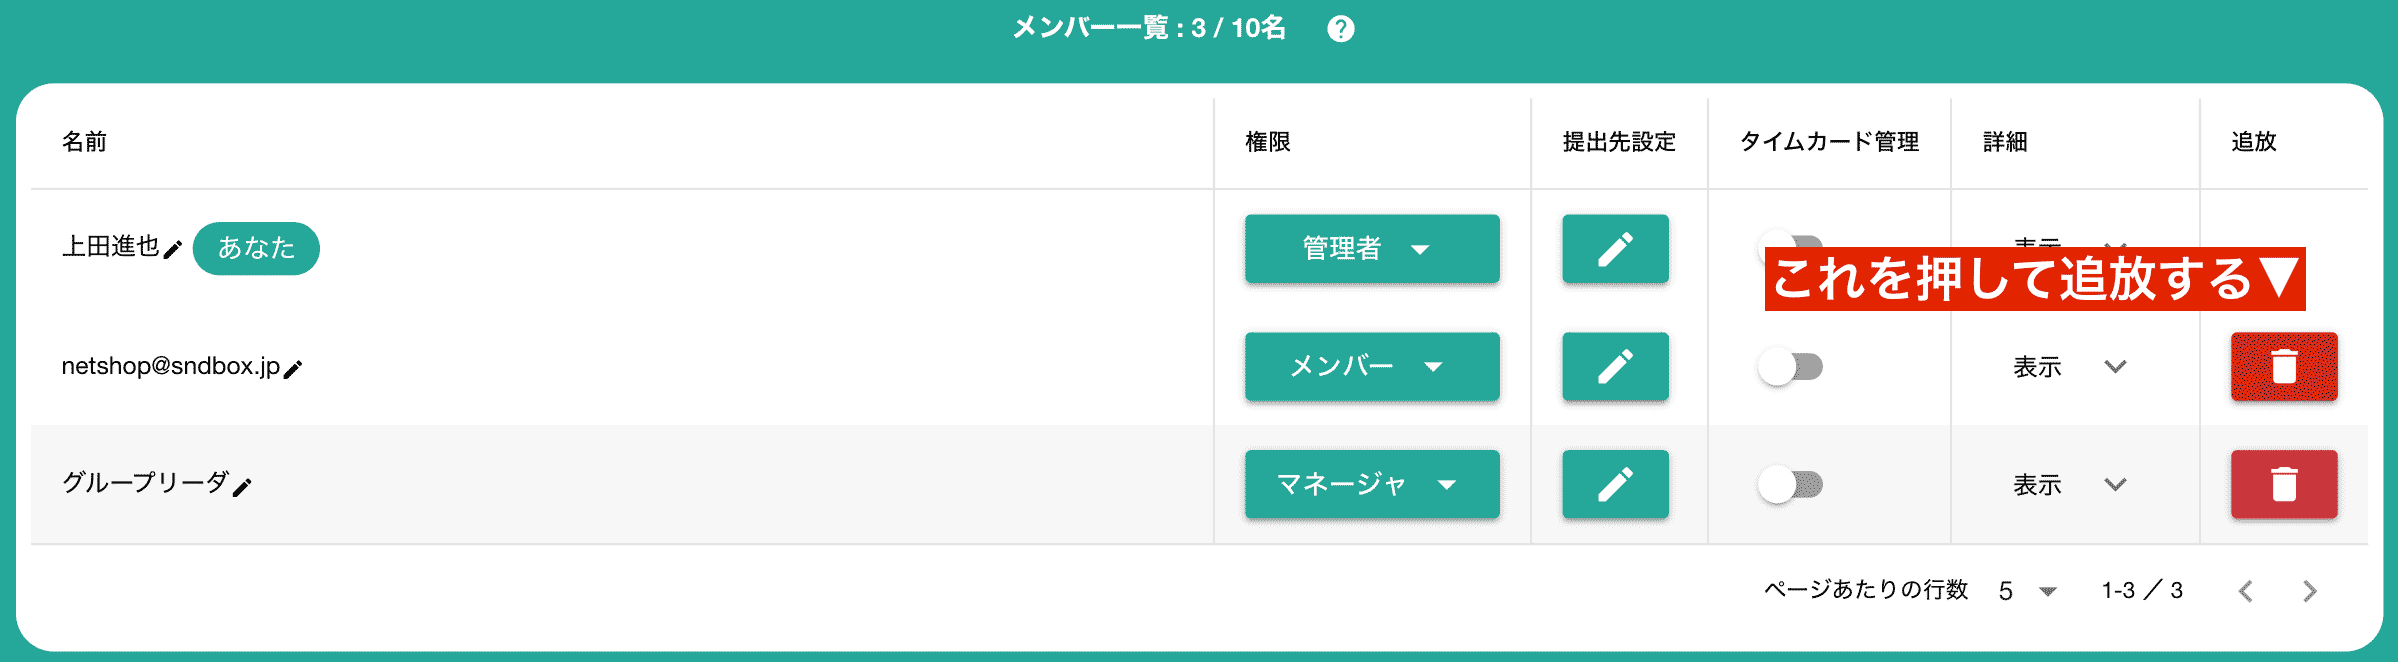 メンバー一覧 : 3 / 10名 ?
名前 権限 提出先設定 タイムカード管理 詳細 追放
上田進也 あなた 管理者 表示
これを押して追放する▼
netshop@sndbox.jp メンバー 表示
グループリーダ マネージャ 表示
ページあたりの行数 5 1-3 ／ 3